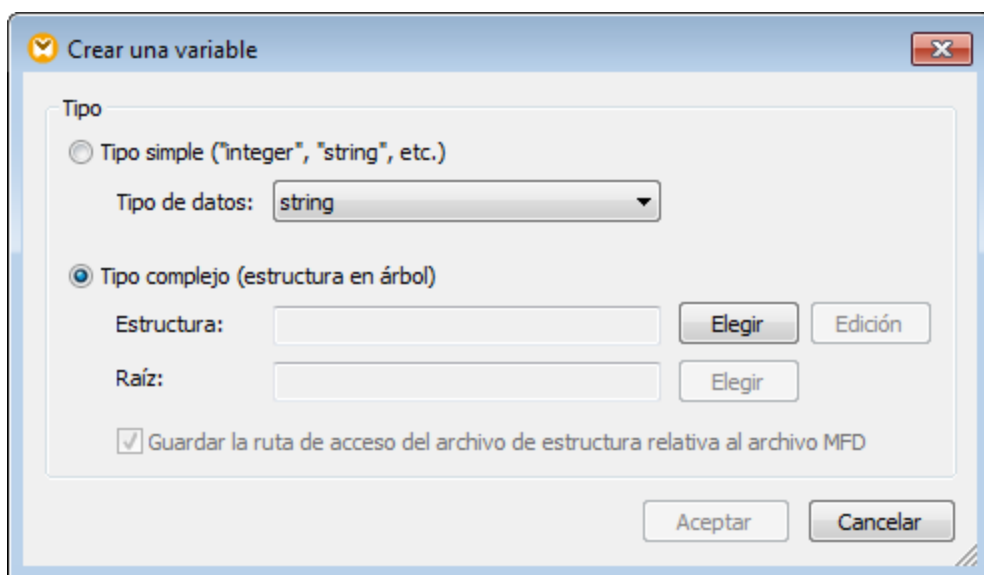 Crear una variable
Tipo
Tipo simple ("integer", "string", etc.)
Tipo de datos: string
Tipo complejo (estructura en árbol)
Estructura: Elegir Edición
Raíz: Elegir
Guardar la ruta de acceso del archivo de estructura relativa al archivo MFD
Aceptar Cancelar